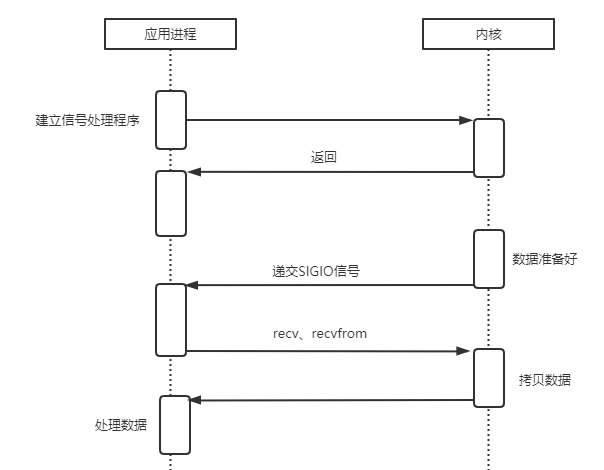 应用进程
内核
建立信号处理程序
返回
数据准备好
递交SIGIO信号
recv、recvfrom
拷贝数据
处理数据